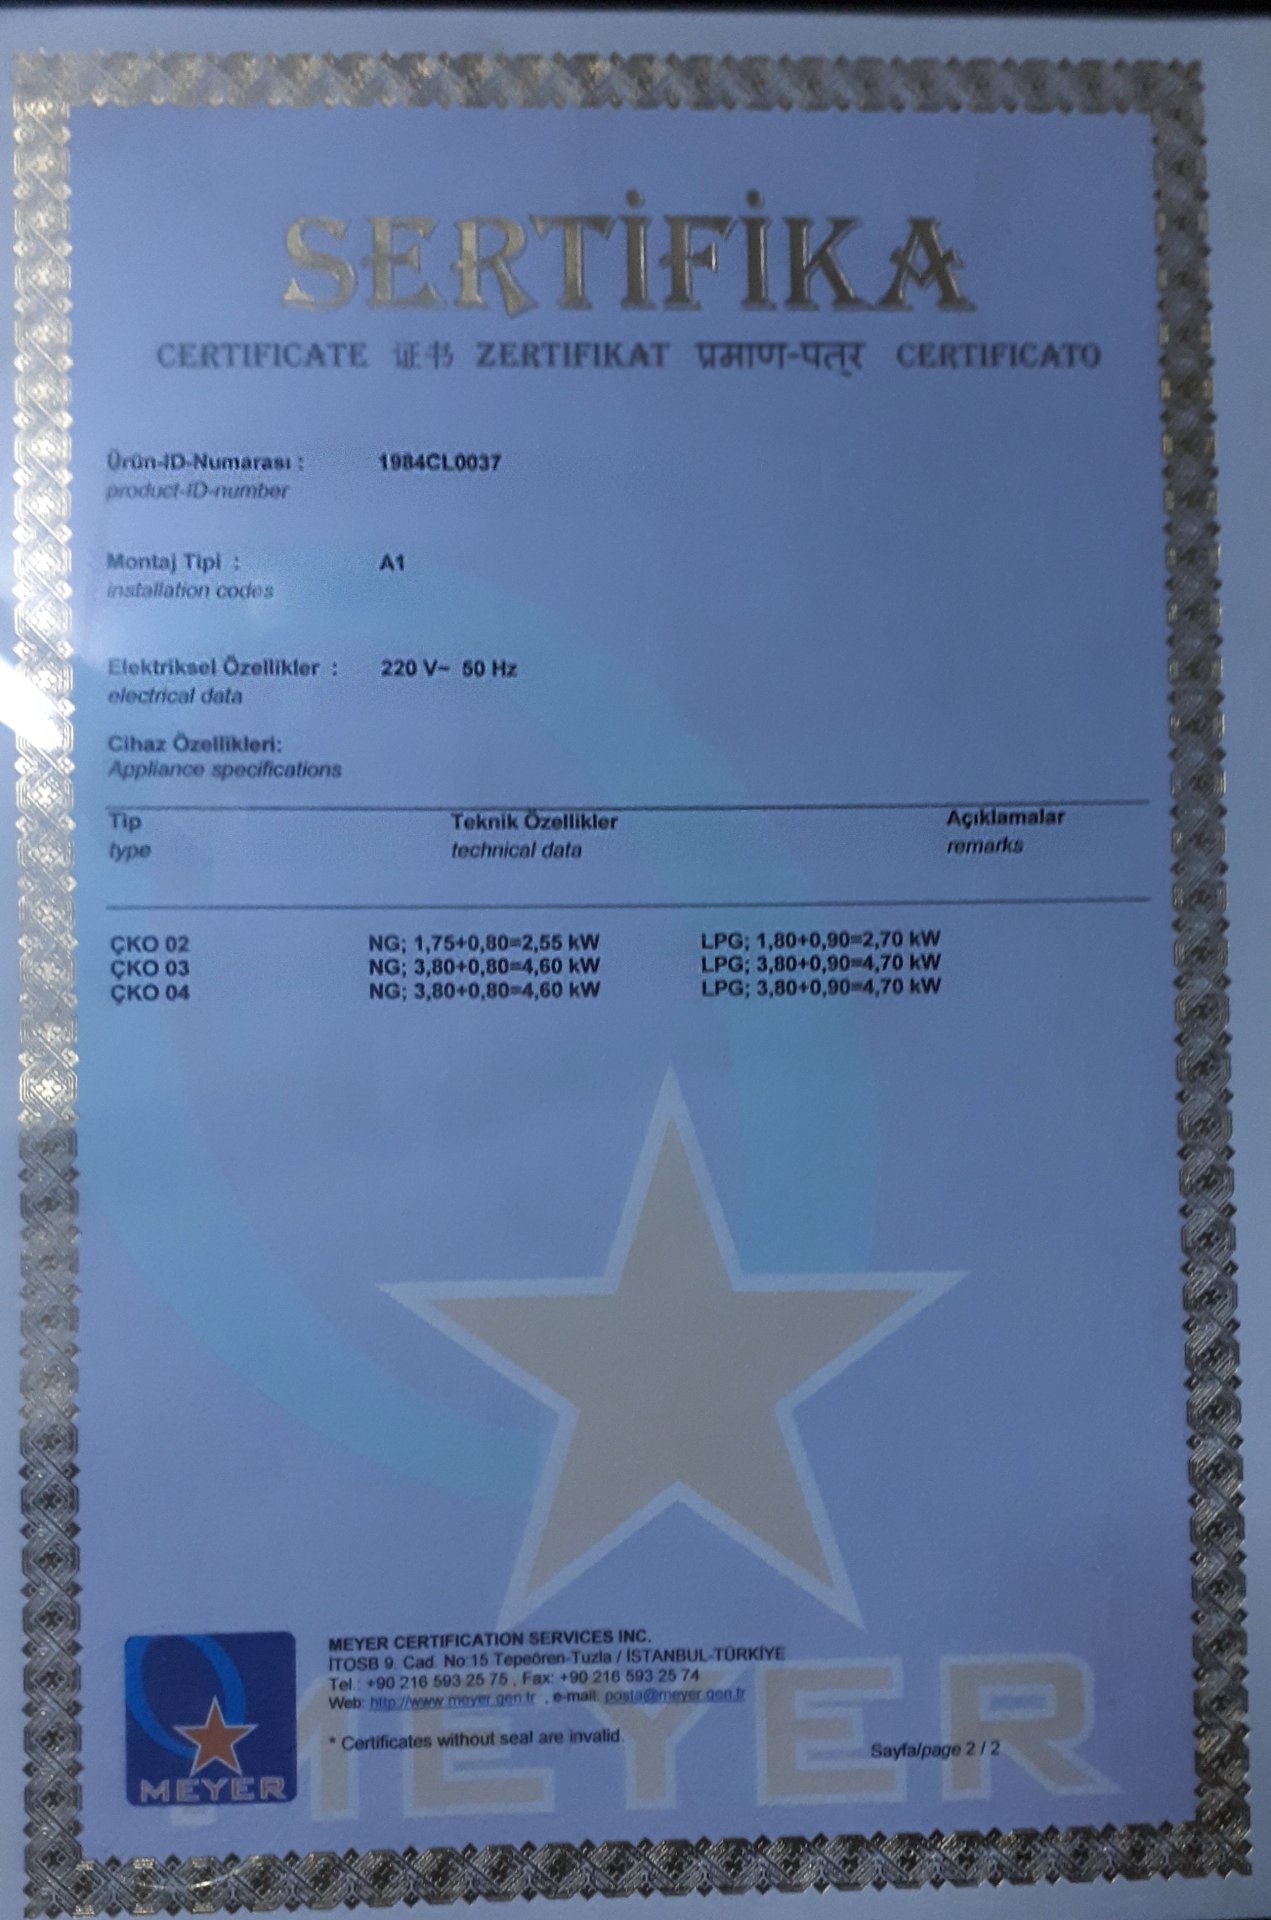 SERTİFİKA
CERTIFICATE 证书 ZERTIFIKAT प्रमाण-पत्र CERTIFICATO
Ürün-ID-Numarası : 1984CL0037
product-ID-number
Montaj Tipi : A1
installation codes
Elektriksel Özellikler : 220 V~ 50 Hz
electrical data
Cihaz Özellikleri:
Appliance specifications
Tip Teknik Özellikler Açıklamalar
type technical data remarks
ÇKO 02 NG; 1,75+0,80=2,55 kW LPG; 1,80+0,90=2,70 kW
ÇKO 03 NG; 3,80+0,80=4,60 kW LPG; 3,80+0,90=4,70 kW
ÇKO 04 NG; 3,80+0,80=4,60 kW LPG; 3,80+0,90=4,70 kW
MEYER CERTIFICATION SERVICES INC.
İTOSB 9. Cad. No:15 Tepeören-Tuzla / İSTANBUL-TÜRKİYE
Tel.: +90 216 593 25 75 , Fax: +90 216 593 25 74
Web: http://www.meyer.gen.tr , e-mail: posta@meyer.gen.tr
* Certificates without seal are invalid.
Sayfa/page 2 / 2
MEYER
MEYER